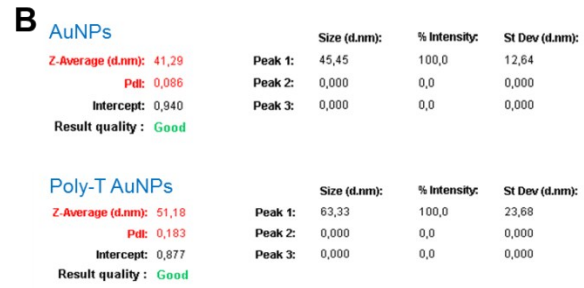 B
AuNPs
Size (d.nm): % Intensity: St Dev (d.nm):
Z-Average (d.nm): 41,29 Peak 1: 45,45 100,0 12,64
PdI: 0,086 Peak 2: 0,000 0,0 0,000
Intercept: 0,940 Peak 3: 0,000 0,0 0,000
Result quality : Good
Poly-T AuNPs
Size (d.nm): % Intensity: St Dev (d.nm):
Z-Average (d.nm): 51,18 Peak 1: 63,33 100,0 23,68
PdI: 0,183 Peak 2: 0,000 0,0 0,000
Intercept: 0,877 Peak 3: 0,000 0,0 0,000
Result quality : Good